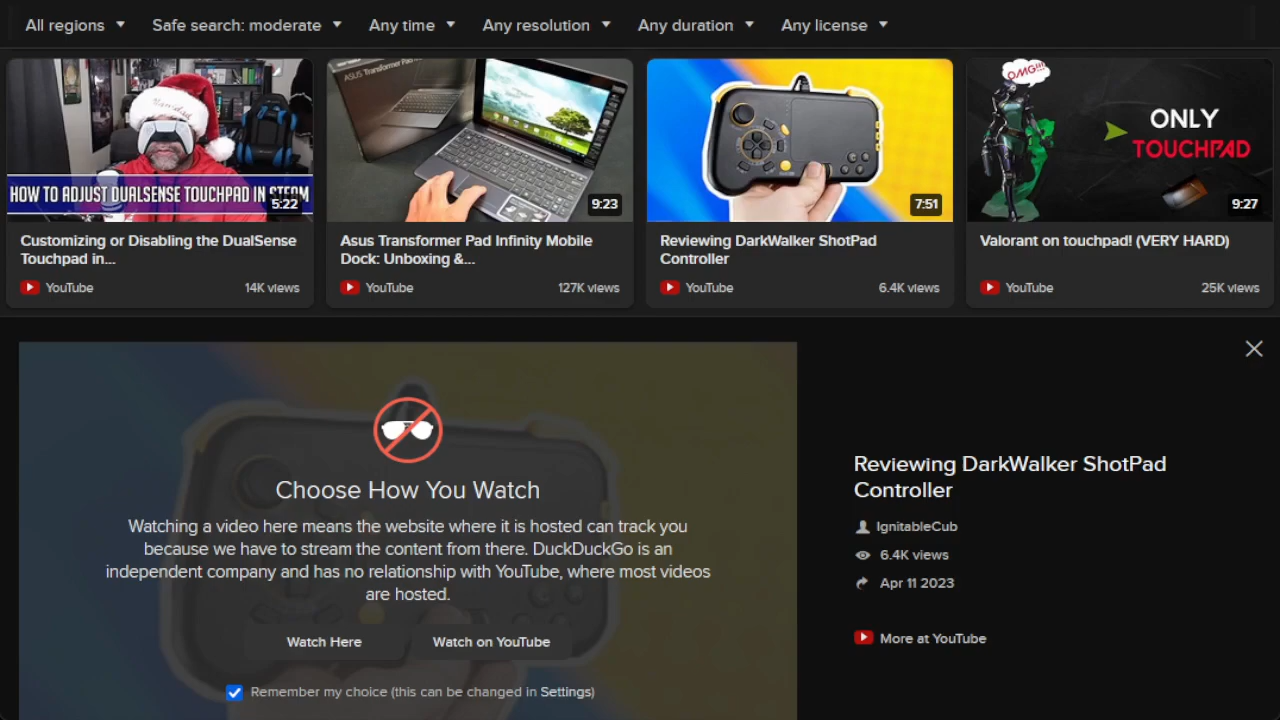 All regions Safe search: moderate Any time Any resolution Any duration Any license
HOW TO ADJUST DUALSENSE TOUCHPAD IN STEAM
5:22
ASUS Transformer Pad
9:23
7:51
OMG!!!
ONLY
TOUCHPAD
9:27
Customizing or Disabling the DualSense
Touchpad in...
YouTube 14K views
Asus Transformer Pad Infinity Mobile
Dock: Unboxing &...
YouTube 127K views
Reviewing DarkWalker ShotPad
Controller
YouTube 6.4K views
Valorant on touchpad! (VERY HARD)
YouTube 25K views
Choose How You Watch
Watching a video here means the website where it is hosted can track you
because we have to stream the content from there. DuckDuckGo is an
independent company and has no relationship with YouTube, where most videos
are hosted.
Watch Here Watch on YouTube
Remember my choice (this can be changed in Settings)
Reviewing DarkWalker ShotPad
Controller
IgnitableCub
6.4K views
Apr 11 2023
More at YouTube